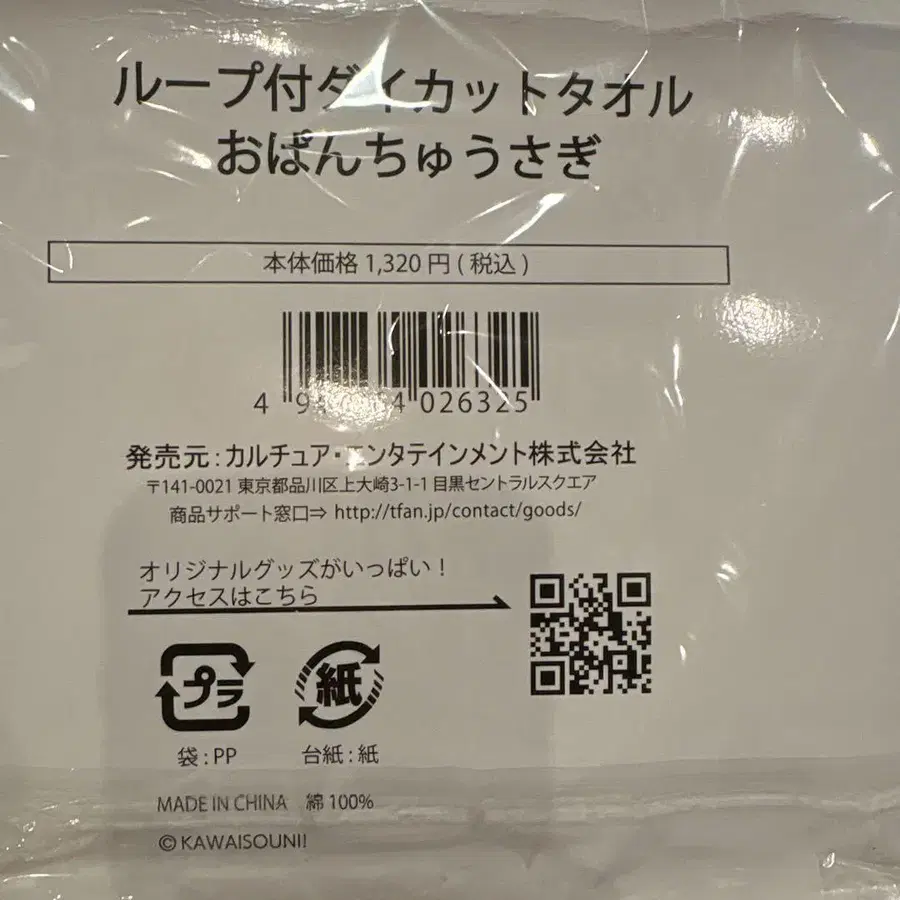 ループ付ダイカットタオル
おぱんちゅうさぎ
本体価格 1,320 円 ( 税込 )
4 026325
発売元 : カルチュア・エンタテインメント株式会社
〒141-0021 東京都品川区上大崎3-1-1 目黒セントラルスクエア
商品サポート窓口⇒ http://tfan.jp/contact/goods/
オリジナルグッズがいっぱい！
アクセスはこちら
プラ
紙
袋 : PP
台紙 : 紙
MADE IN CHINA 綿 100%
©KAWAISOUNI!